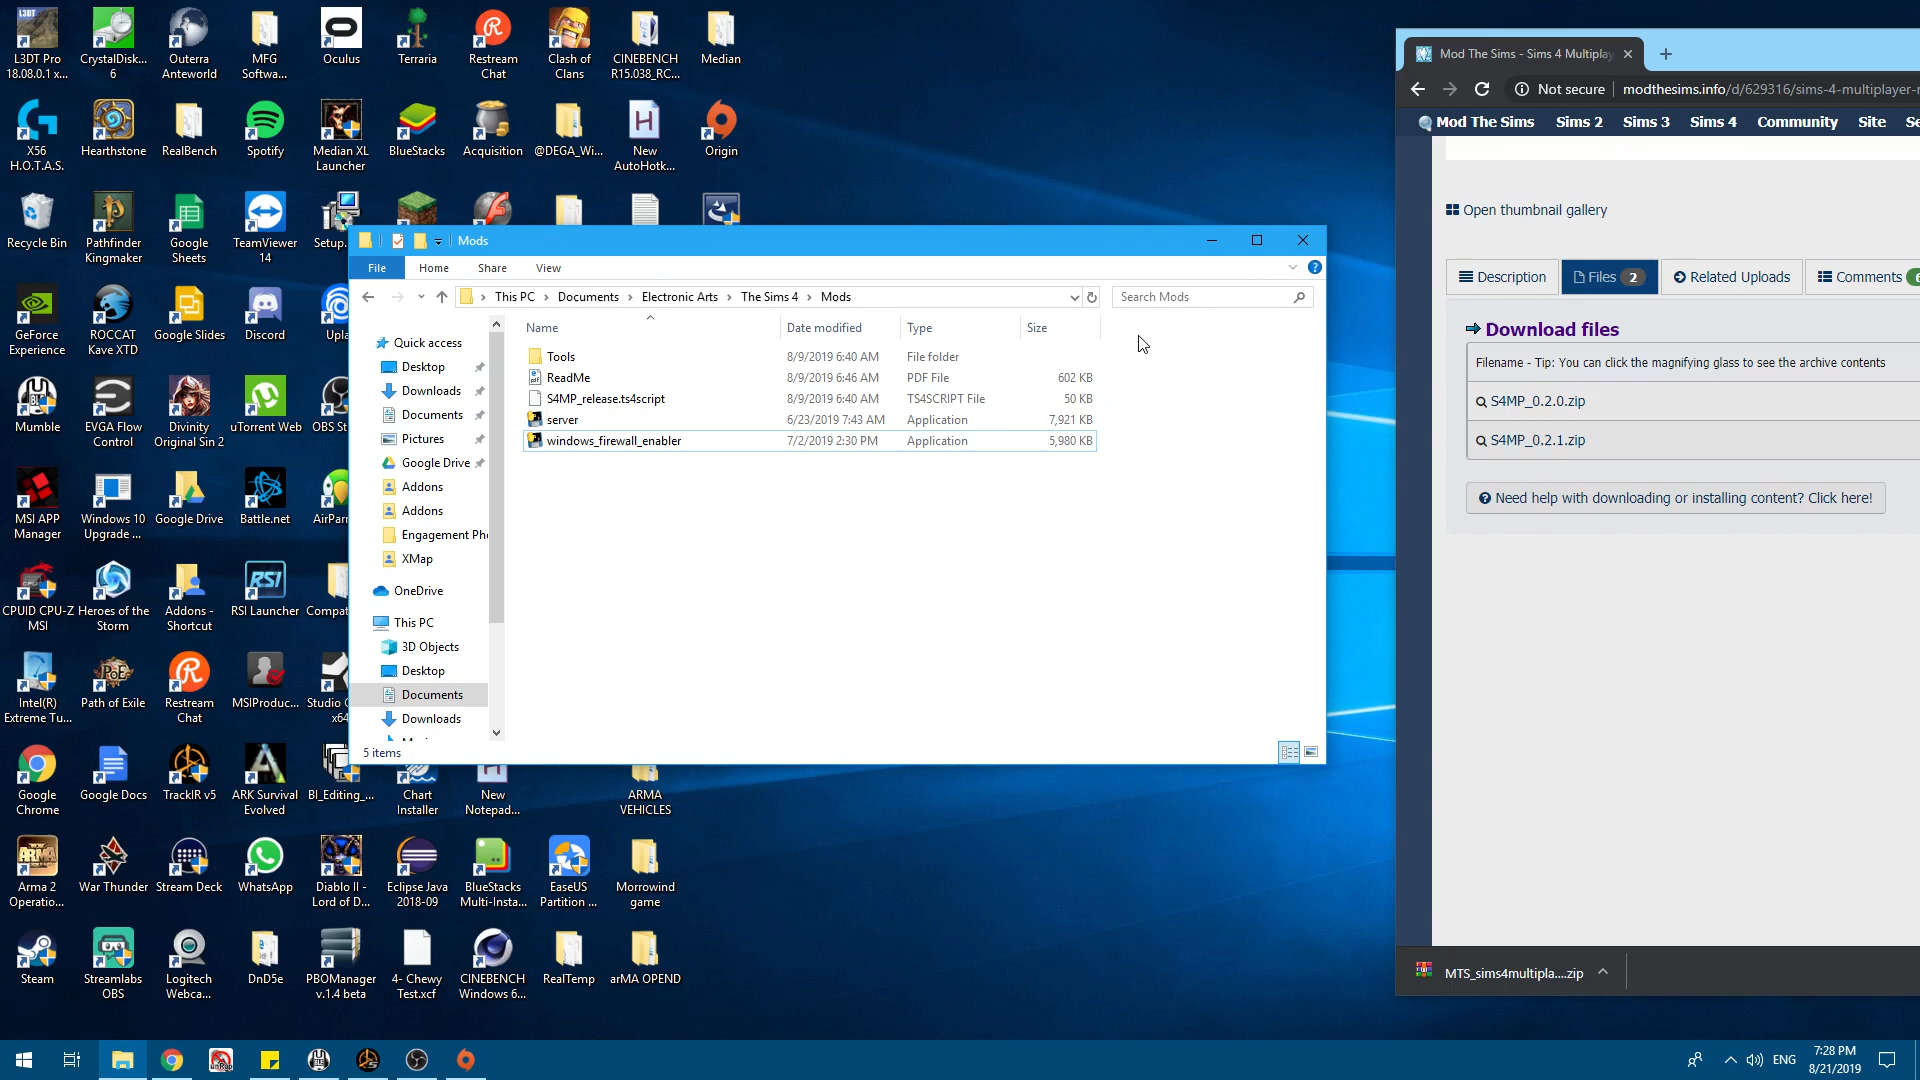 L3DT Pro
18.08.0.1 x...
CrystalDisk...
6
Outerra
Anteworld
MFG
Softwa...
Oculus
Terraria
Restream
Chat
Clash of
Clans
CINEBENCH
R15.038_RC...
Median
X56
H.O.T.A.S.
Hearthstone
RealBench
Spotify
Median XL
Launcher
BlueStacks
Acquisition
@DEGA_Wi...
New
AutoHotk...
Origin
Recycle Bin
Pathfinder
Kingmaker
Google
Sheets
TeamViewer
14
Setup.
GeForce
Experience
ROCCAT
Kave XTD
Google Slides
Discord
Upla
Mumble
EVGA Flow
Control
Divinity
Original Sin 2
uTorrent Web
OBS St
MSI APP
Manager
Windows 10
Upgrade ...
Google Drive
Battle.net
AirParr
CPUID CPU-Z
MSI
Heroes of the
Storm
Addons -
Shortcut
RSI Launcher
Compat
Intel(R)
Extreme Tu...
Path of Exile
Restream
Chat
MSIProduc...
Studio
x64
Google
Chrome
Google Docs
TrackIR v5
ARK Survival
Evolved
BI_Editing_...
Chart
Installer
New
Notepad...
ARMA
VEHICLES
Arma 2
Operatio...
War Thunder
Stream Deck
WhatsApp
Diablo II -
Lord of D...
Eclipse Java
2018-09
BlueStacks
Multi-Insta...
EaseUS
Partition ...
Morrowind
game
Steam
Streamlabs
OBS
Logitech
Webca...
DnD5e
PBOManager
v.1.4 beta
4- Chewy
Test.xcf
CINEBENCH
Windows 6...
RealTemp
arMA OPEND
Mods
File Home Share View
This PC > Documents > Electronic Arts > The Sims 4 > Mods
Search Mods
Name Date modified Type Size
Tools 8/9/2019 6:40 AM File folder
ReadMe 8/9/2019 6:46 AM PDF File 602 KB
S4MP_release.ts4script 8/9/2019 6:40 AM TS4SCRIPT File 50 KB
server 6/23/2019 7:43 AM Application 7,921 KB
windows_firewall_enabler 7/2/2019 2:30 PM Application 5,980 KB
Quick access
Desktop
Downloads
Documents
Pictures
Google Drive
Addons
Addons
Engagement Ph
XMap
OneDrive
This PC
3D Objects
Desktop
Documents
Downloads
5 items
Mod The Sims - Sims 4 Multiplay
Not secure | modthesims.info/d/629316/sims-4-multiplayer-
Mod The Sims Sims 2 Sims 3 Sims 4 Community Site Se
Open thumbnail gallery
Description Files 2 Related Uploads Comments
Download files
Filename - Tip: You can click the magnifying glass to see the archive contents
S4MP_0.2.0.zip
S4MP_0.2.1.zip
Need help with downloading or installing content? Click here!
MTS_sims4multipla....zip
ENG
7:28 PM
8/21/2019